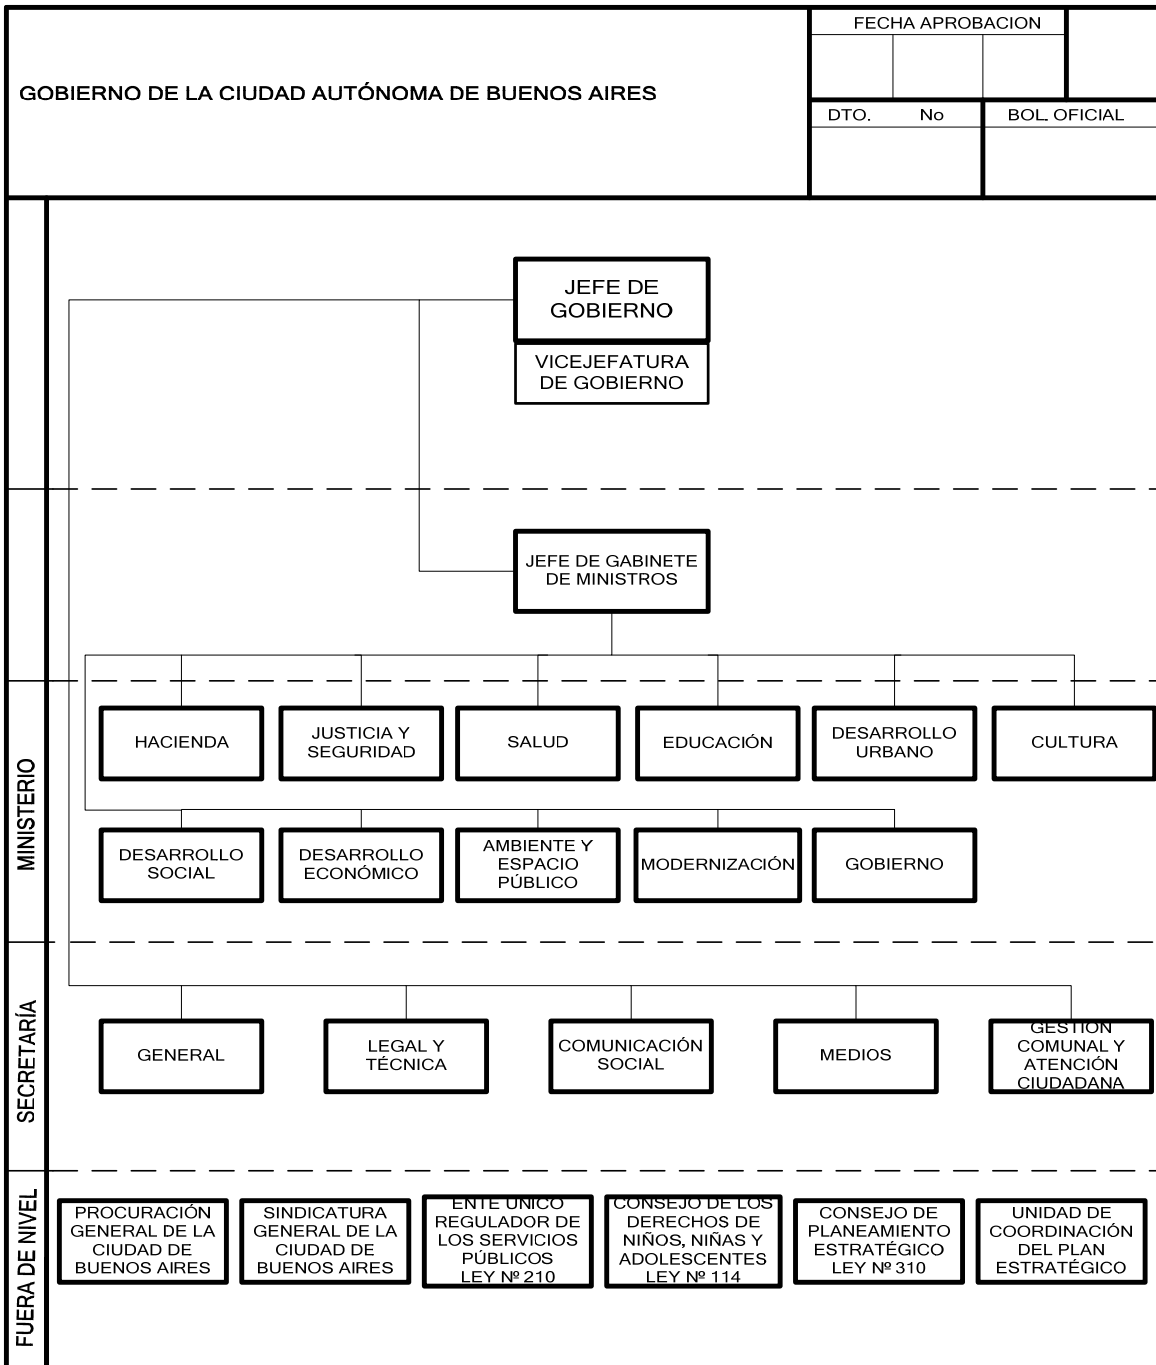 GOBIERNO DE LA CIUDAD AUTÓNOMA DE BUENOS AIRES
FECHA APROBACION
DTO. No
BOL. OFICIAL
JEFE DE
GOBIERNO
VICEJEFATURA
DE GOBIERNO
JEFE DE GABINETE
DE MINISTROS
MINISTERIO
HACIENDA
JUSTICIA Y
SEGURIDAD
SALUD
EDUCACIÓN
DESARROLLO
URBANO
CULTURA
DESARROLLO
SOCIAL
DESARROLLO
ECONÓMICO
AMBIENTE Y
ESPACIO
PÚBLICO
MODERNIZACIÓN
GOBIERNO
SECRETARÍA
GENERAL
LEGAL Y
TÉCNICA
COMUNICACIÓN
SOCIAL
MEDIOS
GESTIÓN
COMUNAL Y
ATENCIÓN
CIUDADANA
FUERA DE NIVEL
PROCURACIÓN
GENERAL DE LA
CIUDAD DE
BUENOS AIRES
SINDICATURA
GENERAL DE LA
CIUDAD DE
BUENOS AIRES
ENTE ÚNICO
REGULADOR DE
LOS SERVICIOS
PÚBLICOS
LEY Nº 210
CONSEJO DE LOS
DERECHOS DE
NIÑOS, NIÑAS Y
ADOLESCENTES
LEY Nº 114
CONSEJO DE
PLANEAMIENTO
ESTRATÉGICO
LEY Nº 310
UNIDAD DE
COORDINACIÓN
DEL PLAN
ESTRATÉGICO